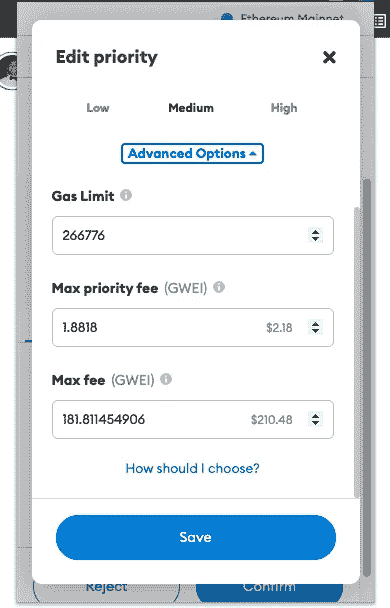 Ethereum Mainnet
Edit priority
Low Medium High
Advanced Options
Gas Limit
266776
Max priority fee (GWEI)
1.8818 $2.18
Max fee (GWEI)
181.811454906 $210.48
How should I choose?
Save
Reject Confirm